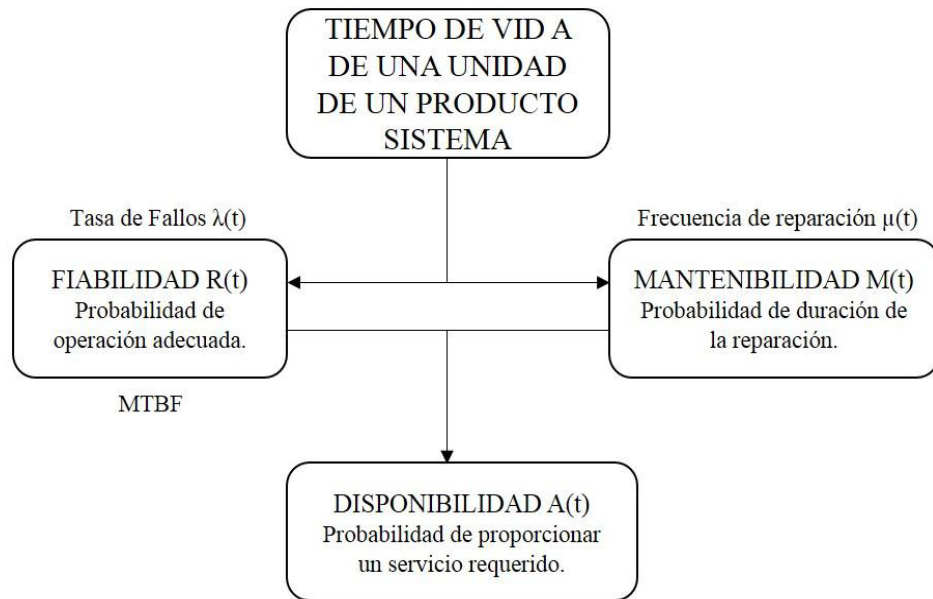 TIEMPO DE VID A
DE UNA UNIDAD
DE UN PRODUCTO
SISTEMA
Tasa de Fallos λ(t)
FIABILIDAD R(t)
Probabilidad de
operación adecuada.
MTBF
Frecuencia de reparación µ(t)
MANTENIBILIDAD M(t)
Probabilidad de duración de
la reparación.
DISPONIBILIDAD A(t)
Probabilidad de proporcionar
un servicio requerido.